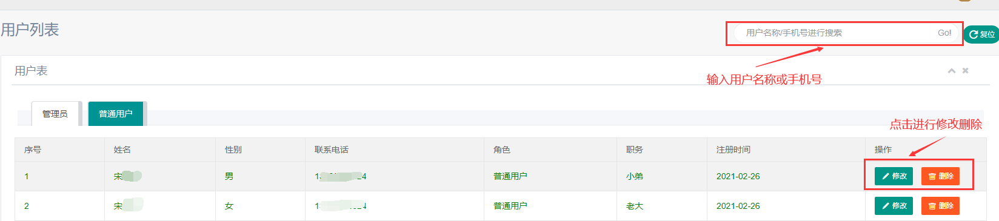 用户列表
用户名称/手机号进行搜索 Go!
复位
用户表
输入用户名称或手机号
管理员 普通用户
点击进行修改删除
序号 姓名 性别 联系电话 角色 职务 注册时间 操作
1 宋 男 1 4 普通用户 小弟 2021-02-26 修改 删除
2 宋 女 1 24 普通用户 老大 2021-02-26 修改 删除